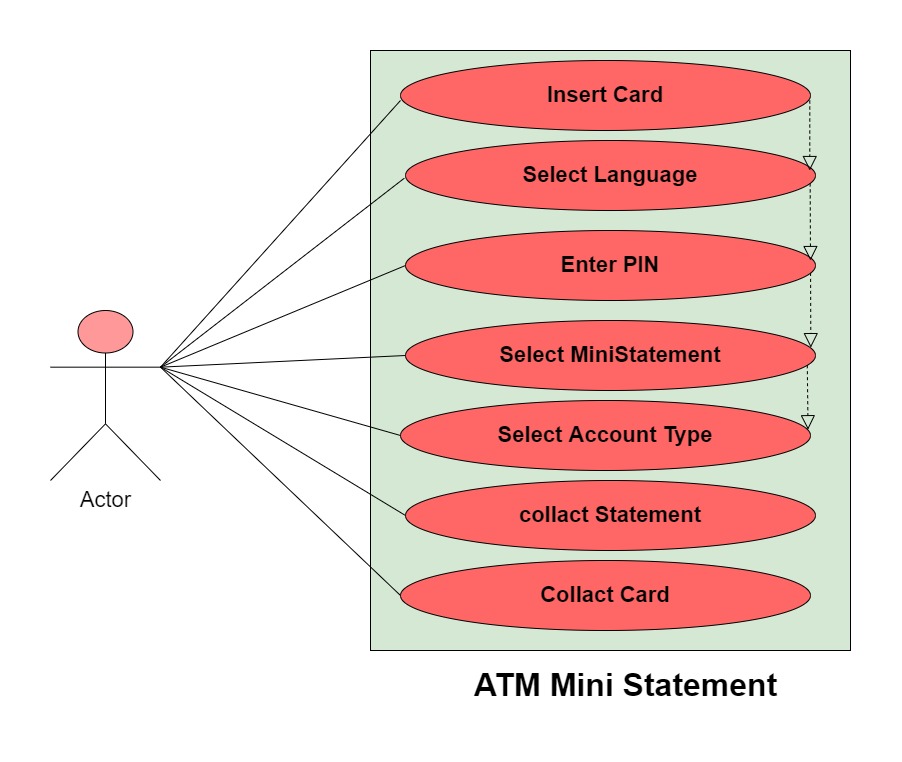 Insert Card
Select Language
Enter PIN
Select MiniStatement
Select Account Type
collact Statement
Collact Card
Actor
ATM Mini Statement